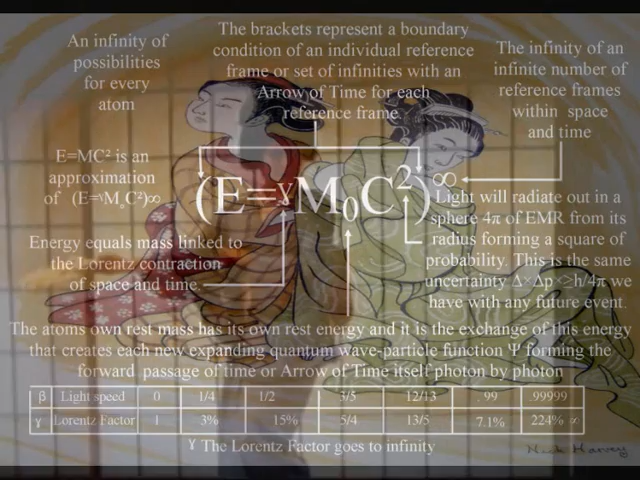 An infinity of
possibilities
for every
atom
The brackets represent a boundary
condition of an individual reference
frame or set of infinities with an
Arrow of Time for each
reference frame.
The infinity of an
infinite number of
reference frames
within space
and time
E=MC² is an
approximation
of (E=ɣM₀C²)∞
(E=ɣM₀C²)∞
Energy equals mass linked to
the Lorentz contraction
of space and time.
Light will radiate out in a
sphere 4π of EMR from its
radius forming a square of
probability. This is the same
uncertainty Δ×Δp×≥h/4π we
have with any future event.
The atoms own rest mass has its own rest energy and it is the exchange of this energy
that creates each new expanding quantum wave-particle function Ψ forming the
forward passage of time or Arrow of Time itself photon by photon
β Light speed 0 1/4 1/2 3/5 12/13 .99 .99999
ɣ Lorentz Factor 1 3% 15% 5/4 13/5 7.1% 224% ∞
ɣ The Lorentz Factor goes to infinity
Nick Harvey